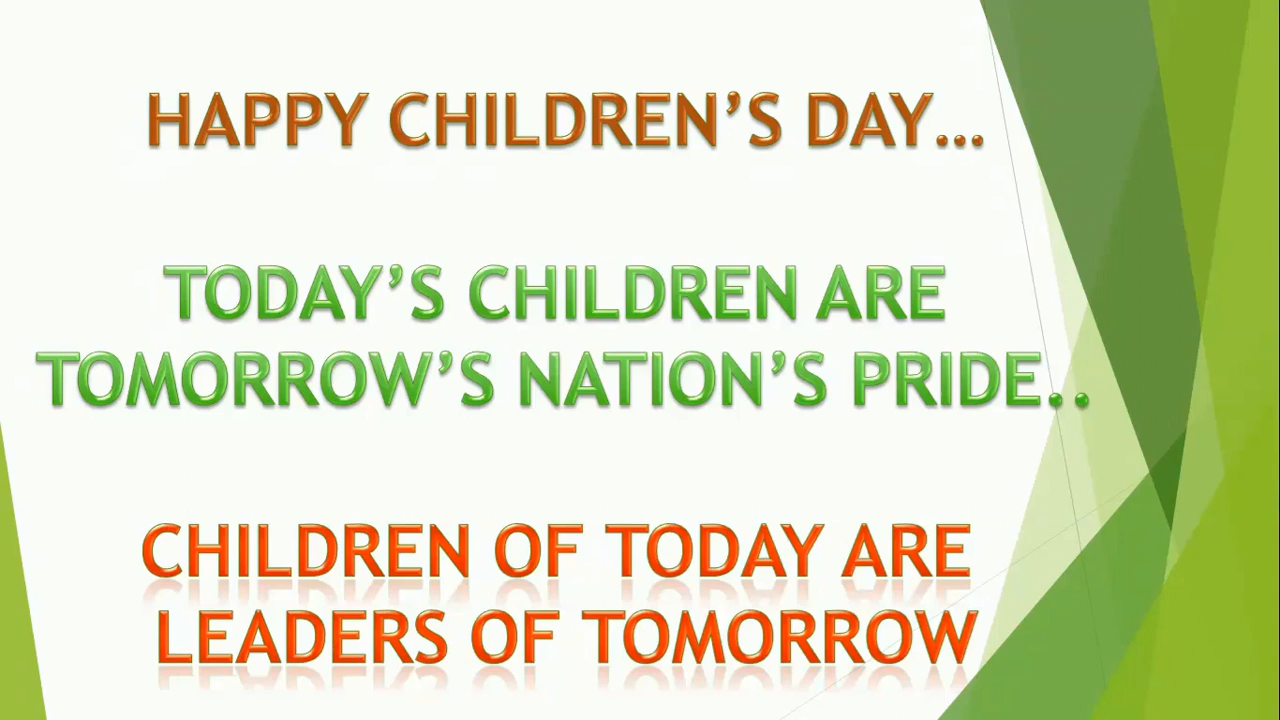 HAPPY CHILDREN’S DAY…
TODAY’S CHILDREN ARE
TOMORROW’S NATION’S PRIDE..
CHILDREN OF TODAY ARE
LEADERS OF TOMORROW